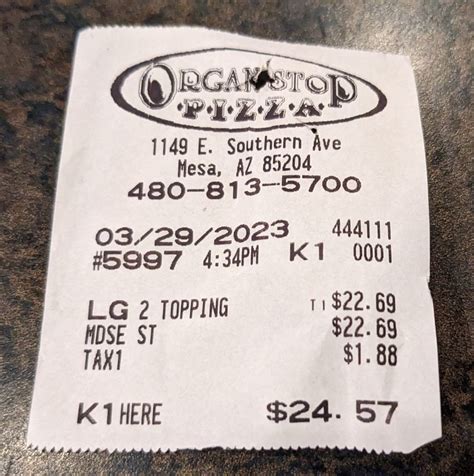 ORGAN STOP
PIZZA
1149 E. Southern Ave
Mesa, AZ 85204
480-813-5700
03/29/2023 444111
#5997 4:34PM K1 0001
LG 2 TOPPING T1 $22.69
MDSE ST $22.69
TAX1 $1.88
K1 HERE $24.57